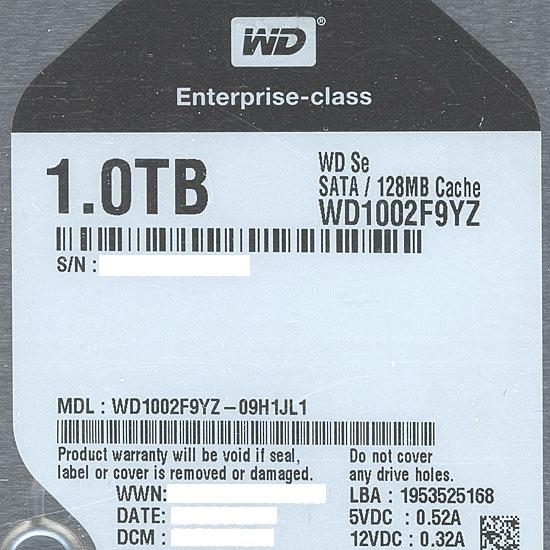 WD®
Enterprise-class
1.0TB
WD Se
SATA / 128MB Cache
WD1002F9YZ
S/N :
MDL : WD1002F9YZ-09H1JL1
Product warranty will be void if seal,
label or cover is removed or damaged.
Do not cover
any drive holes.
WWN:
DATE:
DCM :
LBA : 1953525168
5VDC : 0.52A
12VDC : 0.32A